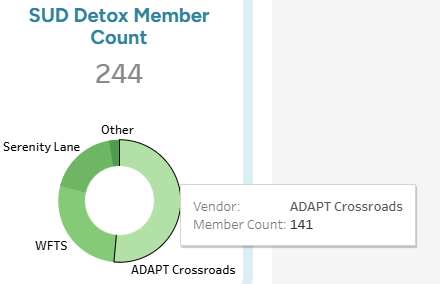 SUD Detox Member
Count
244
Other
Serenity Lane
Vendor: ADAPT Crossroads
Member Count: 141
WFTS
ADAPT Crossroads